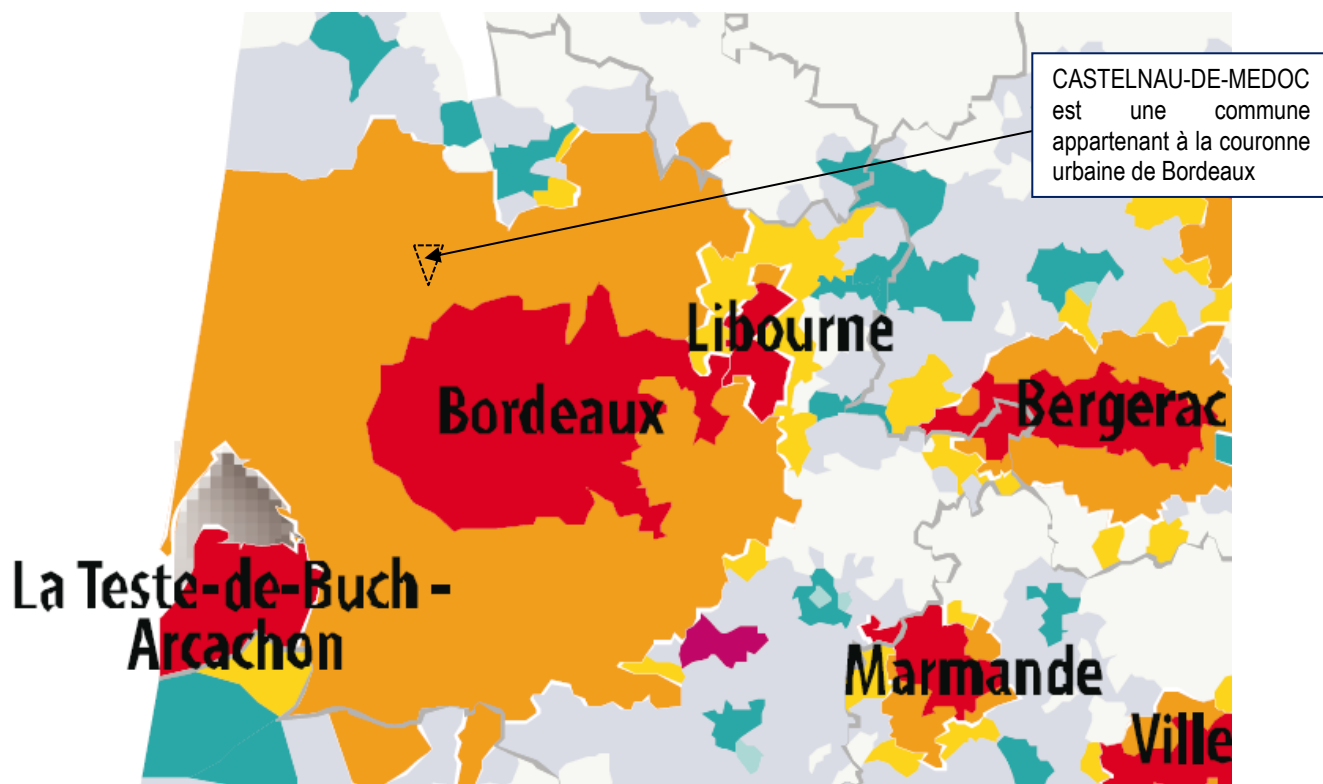 CASTELNAU-DE-MEDOC
est une commune
appartenant à la couronne
urbaine de Bordeaux
Libourne
Bordeaux
Bergerac
La Teste-de-Buch -
Arcachon
Marmande
Ville